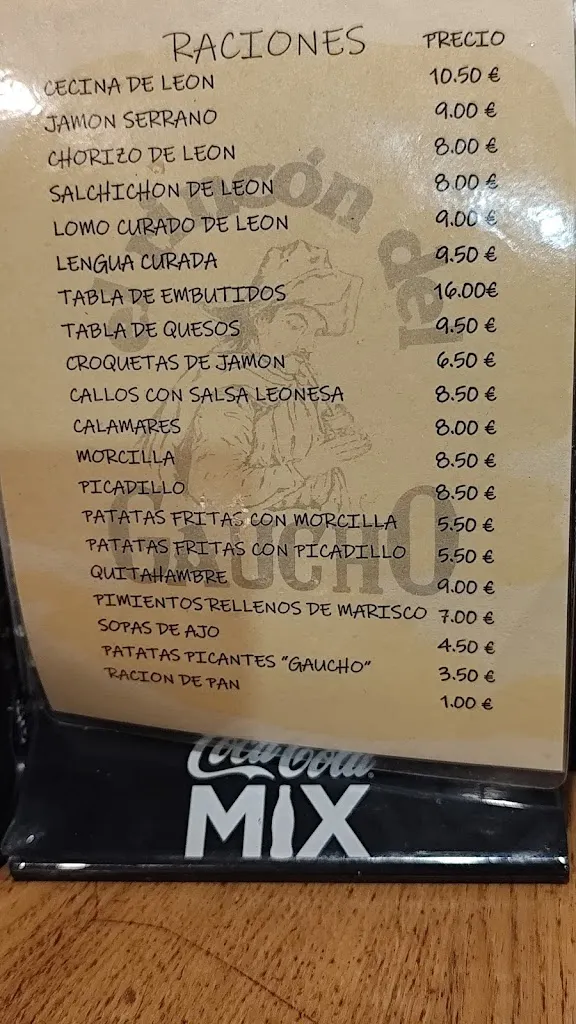 RACIONES PRECIO
CECINA DE LEON 10.50 €
JAMON SERRANO 9.00 €
CHORIZO DE LEON 8.00 €
SALCHICHON DE LEON 8.00 €
LOMO CURADO DE LEON 9.00 €
LENGUA CURADA 9.50 €
TABLA DE EMBUTIDOS 16.00€
TABLA DE QUESOS 9.50 €
CROQUETAS DE JAMON 6.50 €
CALLOS CON SALSA LEONESA 8.50 €
CALAMARES 8.00 €
MORCILLA 8.50 €
PICADILLO 8.50 €
PATATAS FRITAS CON MORCILLA 5.50 €
PATATAS FRITAS CON PICADILLO 5.50 €
QUITAHAMBRE 9.00 €
PIMIENTOS RELLENOS DE MARISCO 7.00 €
SOPAS DE AJO 4.50 €
PATATAS PICANTES "GAUCHO" 3.50 €
RACION DE PAN 1.00 €
el rincón del
GAUCHO
Coca-Cola
MIX